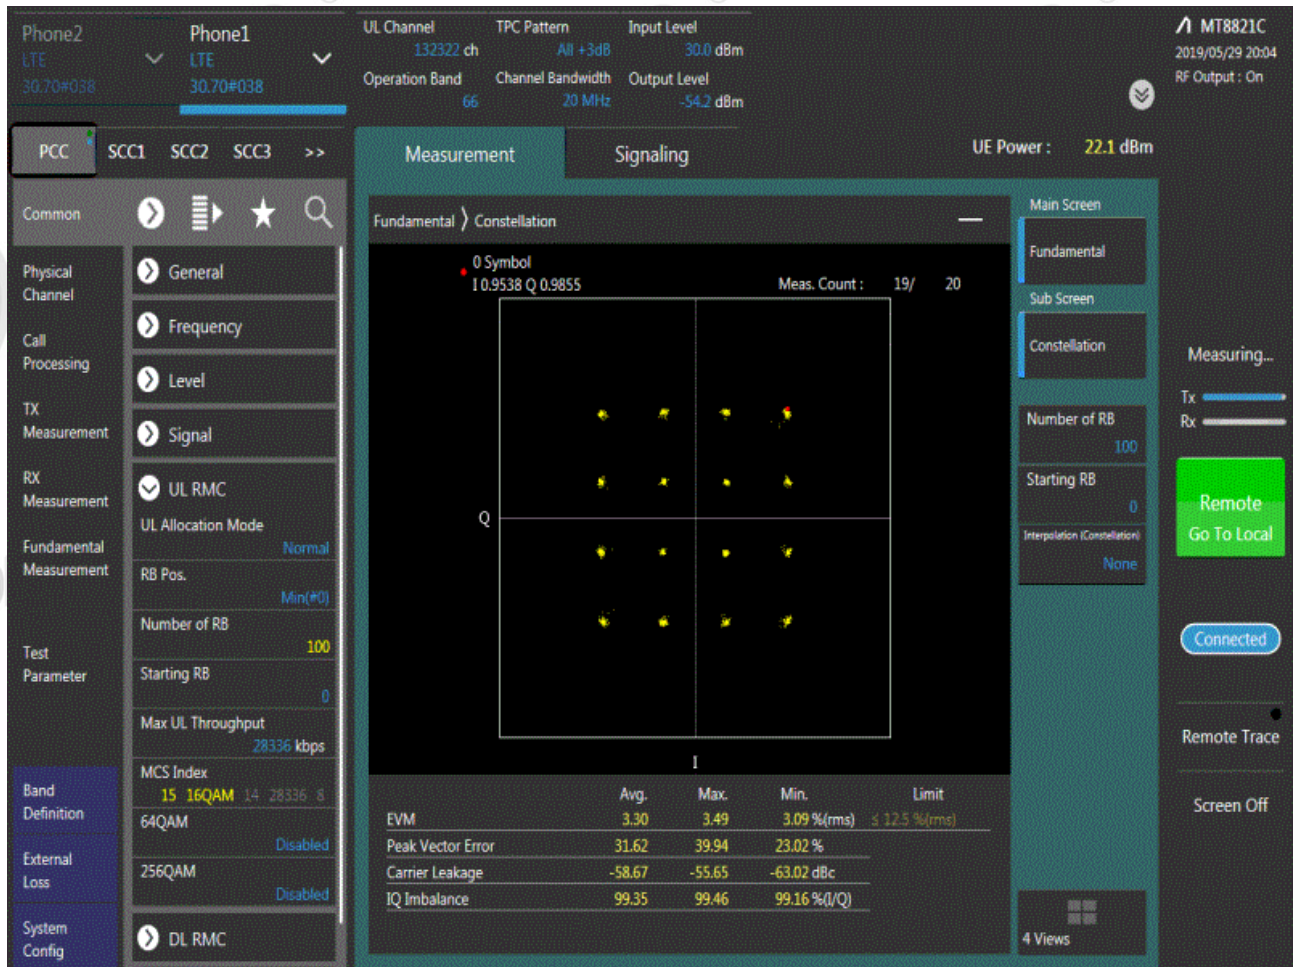 Phone2
LTE
30.70#038
Phone1
LTE
30.70#038
UL Channel
132322 ch
TPC Pattern
All +3dB
Input Level
30.0 dBm
Operation Band
66
Channel Bandwidth
20 MHz
Output Level
-54.2 dBm
MT8821C
2019/05/29 20:04
RF Output : On
PCC SCC1 SCC2 SCC3 >>
Measurement
Signaling
UE Power : 22.1 dBm
Common
Physical
Channel
Call
Processing
TX
Measurement
RX
Measurement
Fundamental
Measurement
Test
Parameter
Band
Definition
External
Loss
System
Config
General
Frequency
Level
Signal
UL RMC
UL Allocation Mode
Normal
RB Pos.
Min(#0)
Number of RB
100
Starting RB
0
Max UL Throughput
28336 kbps
MCS Index
15 16QAM 14 28336 8
64QAM
Disabled
256QAM
Disabled
DL RMC
Fundamental 〉 Constellation
0 Symbol
I 0.9538 Q 0.9855
Meas. Count : 19/ 20
Q
I
Avg. Max. Min. Limit
EVM 3.30 3.49 3.09 %(rms) ≤ 12.5 %(rms)
Peak Vector Error 31.62 39.94 23.02 %
Carrier Leakage -58.67 -55.65 -63.02 dBc
IQ Imbalance 99.35 99.46 99.16 %(I/Q)
Main Screen
Fundamental
Sub Screen
Constellation
Number of RB
100
Starting RB
0
Interpolation (Constellation)
None
4 Views
Measuring...
Tx
Rx
Remote
Go To Local
Connected
Remote Trace
Screen Off